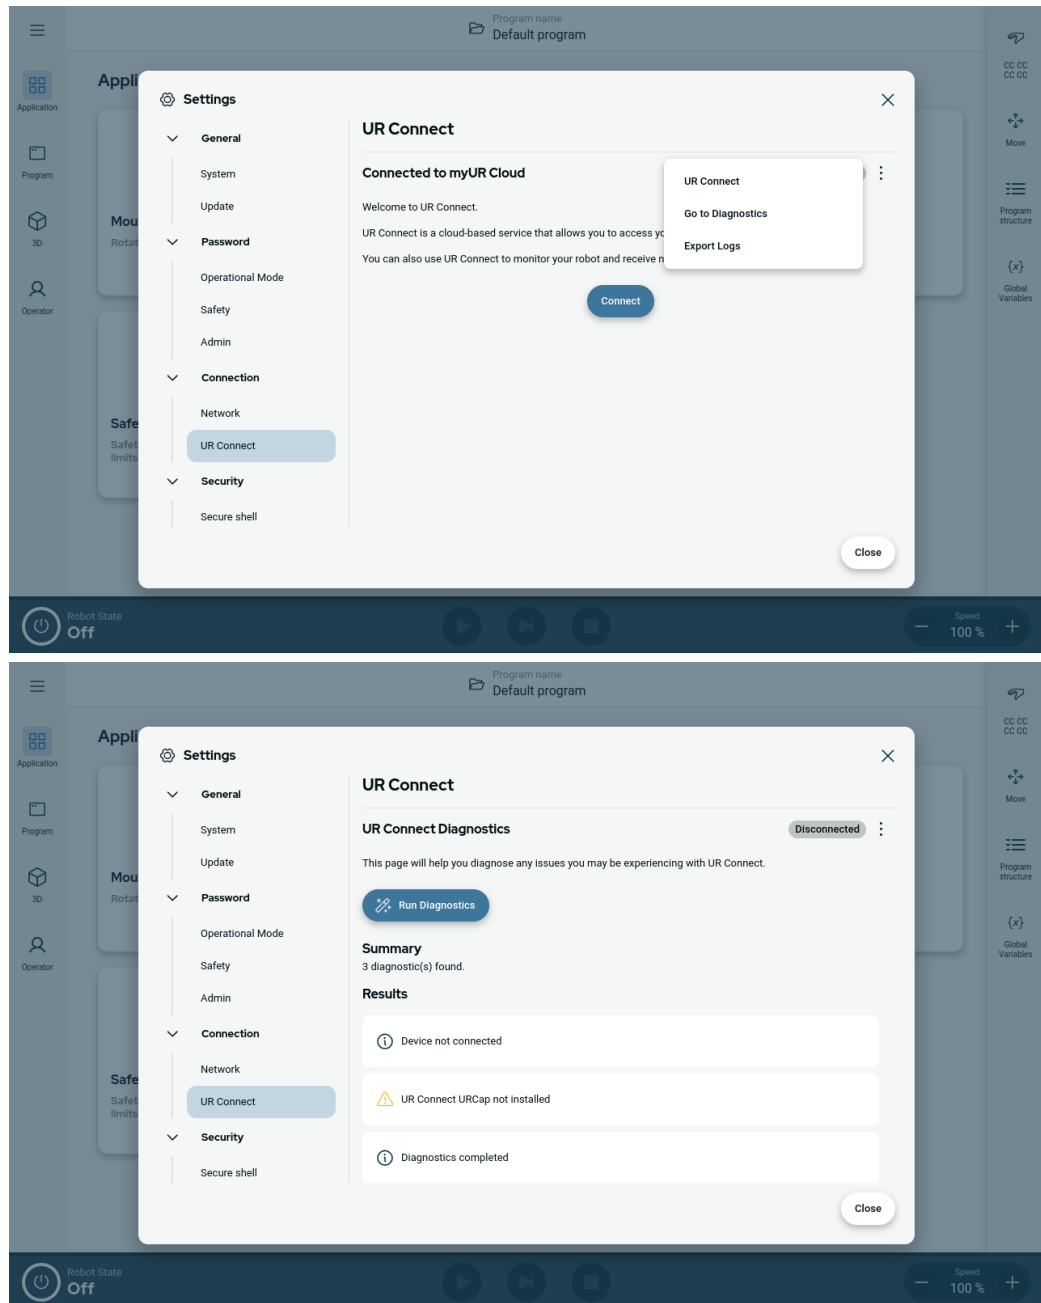 Program name
Default program
Appli
Application
Program
3D
Operator
Mou
Rotat
Safe
Safet
limits
Settings
General
System
Update
Password
Operational Mode
Safety
Admin
Connection
Network
UR Connect
Security
Secure shell
UR Connect
Connected to myUR Cloud
Welcome to UR Connect.
UR Connect is a cloud-based service that allows you to access yo
You can also use UR Connect to monitor your robot and receive n
UR Connect
Go to Diagnostics
Export Logs
Connect
Close
CC CC
CC CC
Move
Program
structure
{x}
Global
Variables
Robot State
Off
Speed
100 %
Program name
Default program
Appli
Application
Program
3D
Operator
Mou
Rotat
Safe
Safet
limits
Settings
General
System
Update
Password
Operational Mode
Safety
Admin
Connection
Network
UR Connect
Security
Secure shell
UR Connect
UR Connect Diagnostics
Disconnected
This page will help you diagnose any issues you may be experiencing with UR Connect.
Run Diagnostics
Summary
3 diagnostic(s) found.
Results
Device not connected
UR Connect URCap not installed
Diagnostics completed
Close
CC CC
CC CC
Move
Program
structure
{x}
Global
Variables
Robot State
Off
Speed
100 %